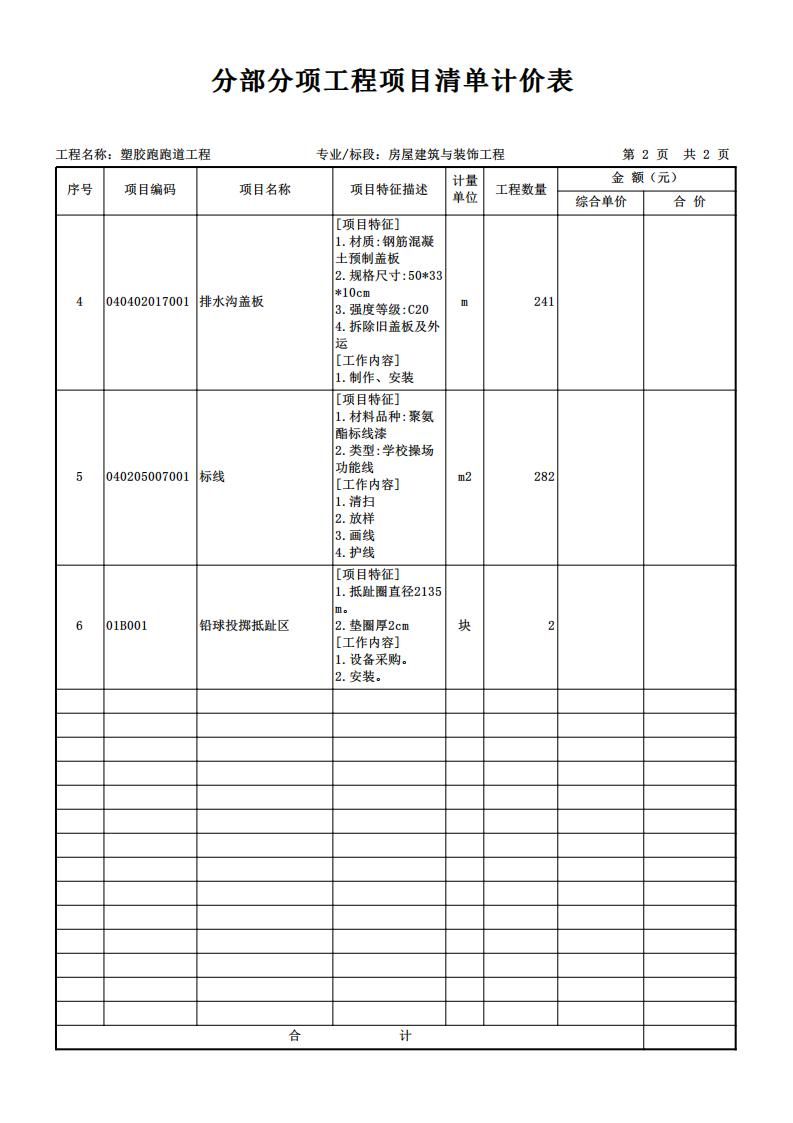 分部分项工程项目清单计价表
工程名称：塑胶跑跑道工程 专业/标段：房屋建筑与装饰工程 第 2 页 共 2 页
序号 项目编码 项目名称 项目特征描述 计量单位 工程数量 金 额（元）
综合单价 合 价
4 040402017001 排水沟盖板
[项目特征]
1.材质:钢筋混凝
土预制盖板
2.规格尺寸:50*33
*10cm
3.强度等级:C20
4.拆除旧盖板及外
运
[工作内容]
1.制作、安装
m 241
5 040205007001 标线
[项目特征]
1.材料品种:聚氨
酯标线漆
2.类型:学校操场
功能线
[工作内容]
1.清扫
2.放样
3.画线
4.护线
m2 282
6 01B001 铅球投掷抵趾区
[项目特征]
1.抵趾圈直径2135
m。
2.垫圈厚2cm
[工作内容]
1.设备采购。
2.安装。
块 2
合 计